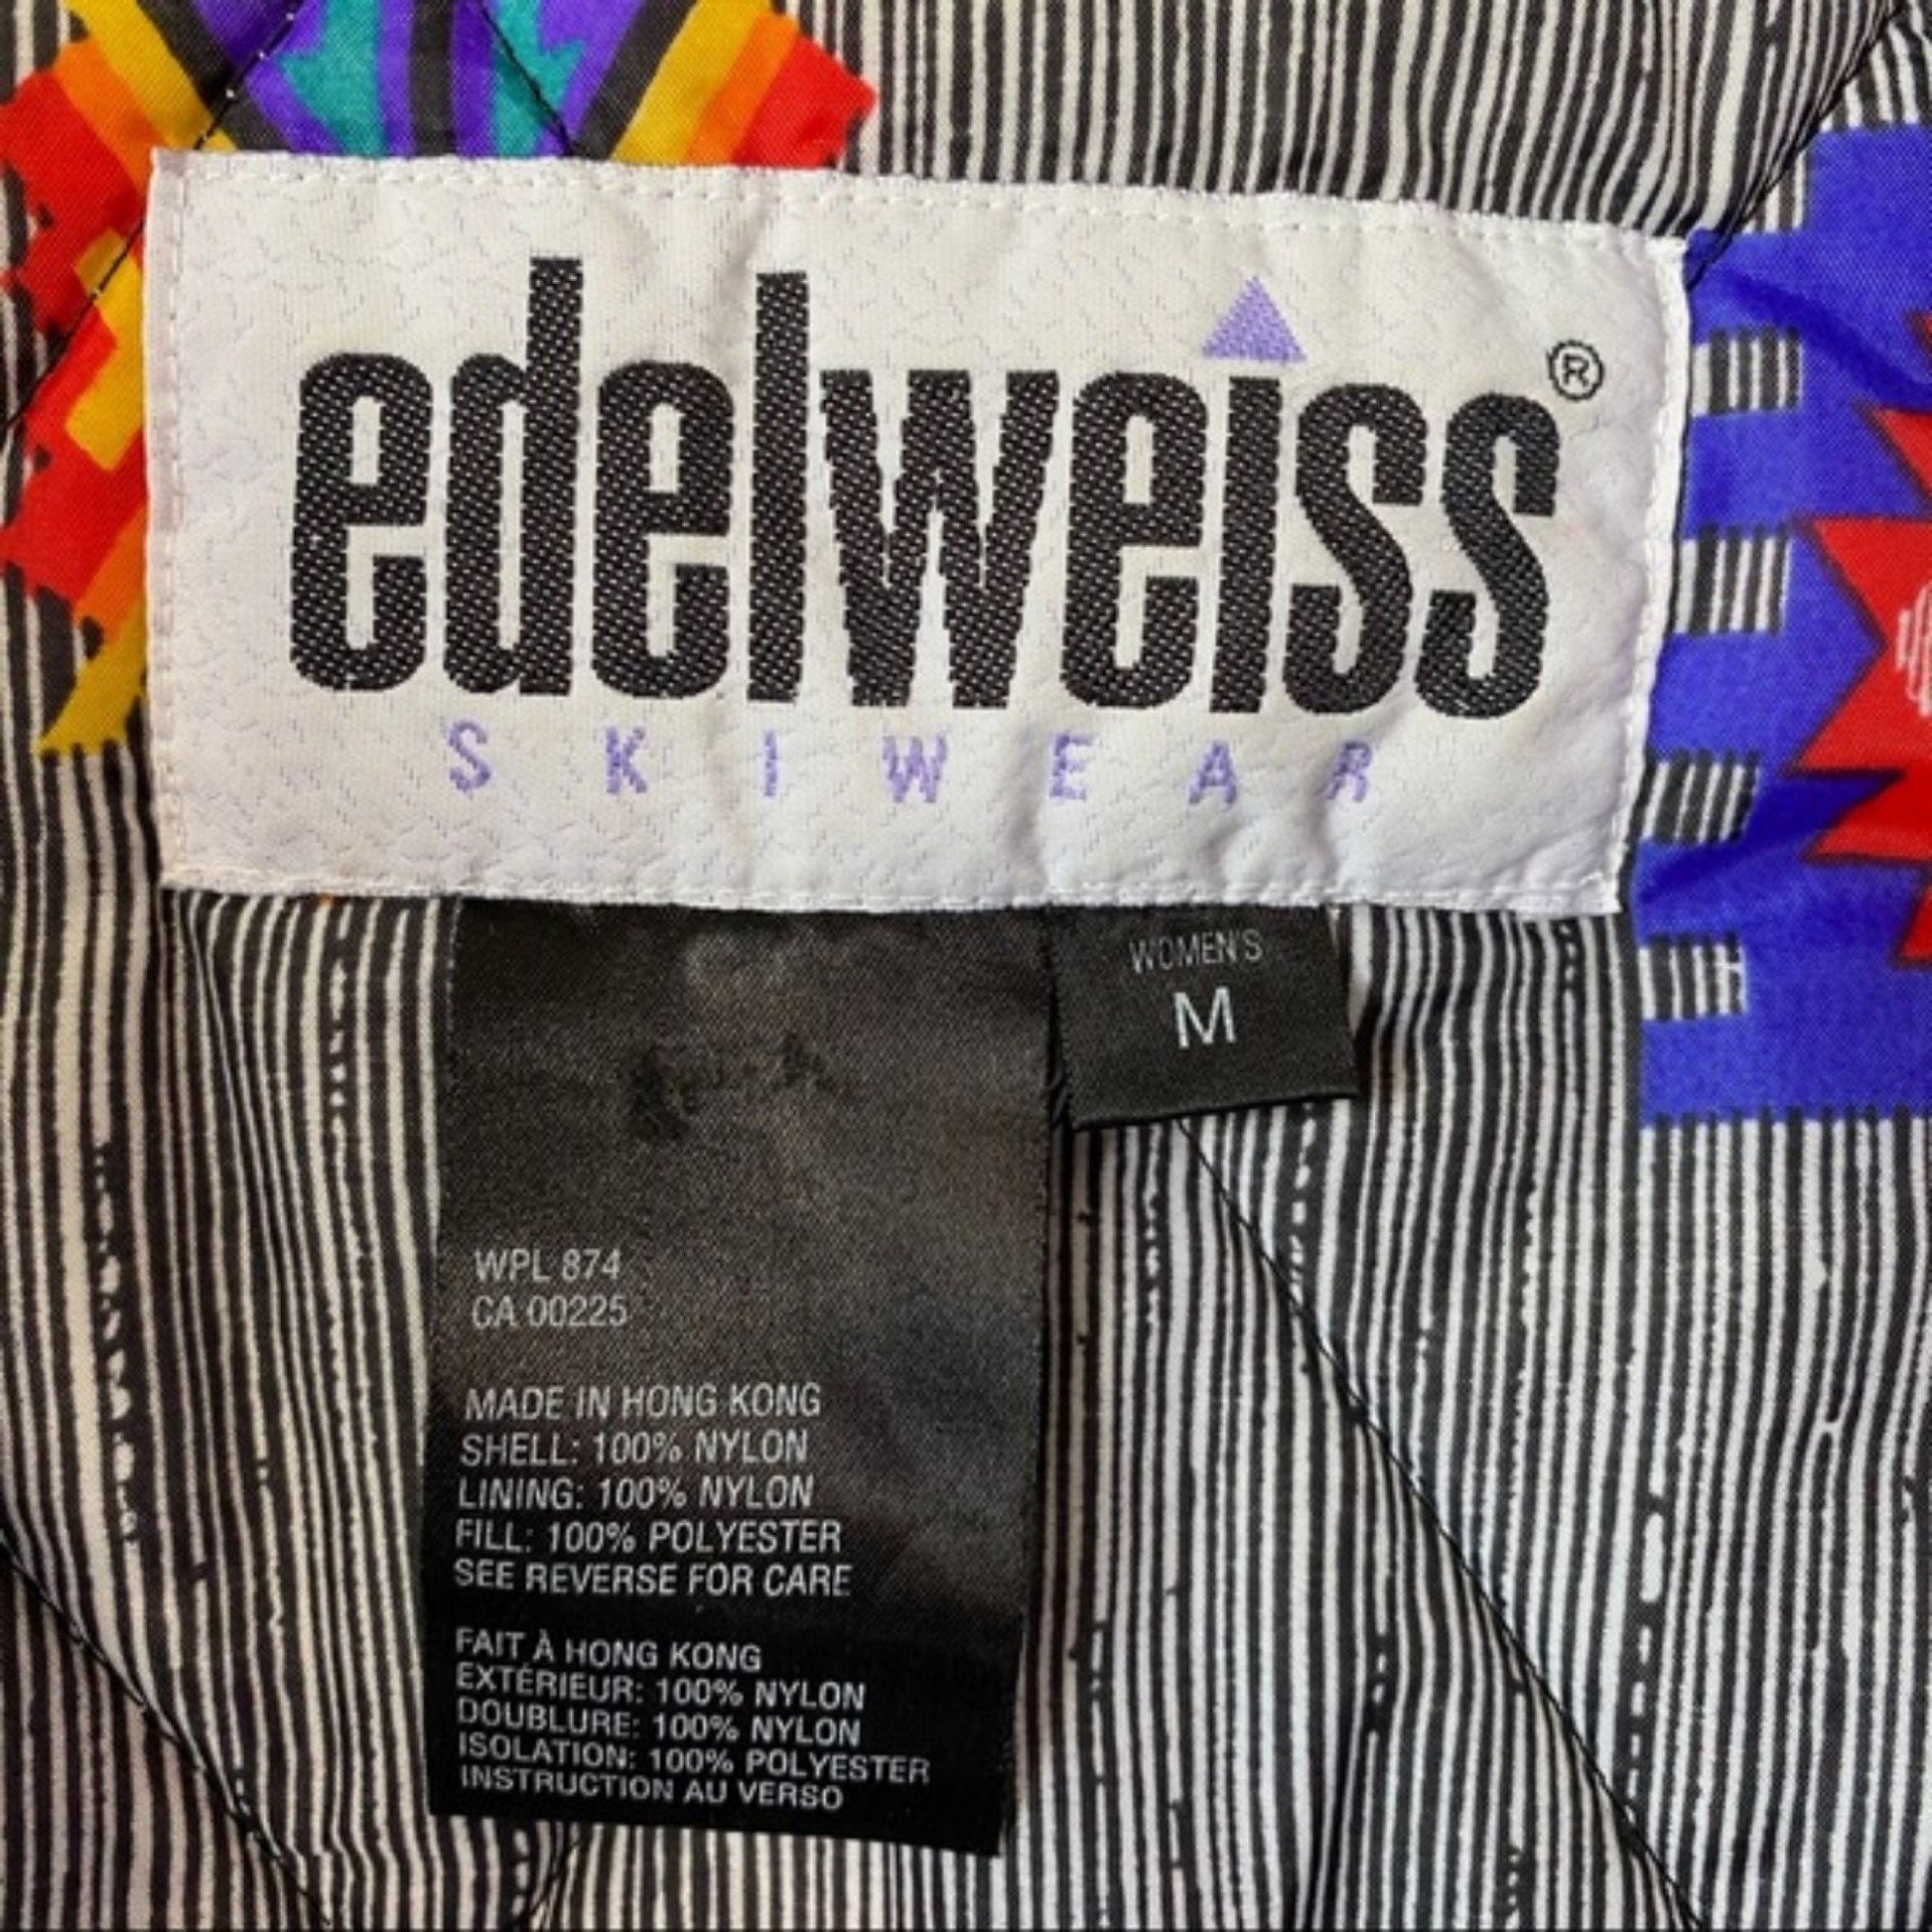 edelweiss®
SKIWEAR
WOMEN'S
M
WPL 874
CA 00225
MADE IN HONG KONG
SHELL: 100% NYLON
LINING: 100% NYLON
FILL: 100% POLYESTER
SEE REVERSE FOR CARE
FAIT À HONG KONG
EXTÉRIEUR: 100% NYLON
DOUBLURE: 100% NYLON
ISOLATION: 100% POLYESTER
INSTRUCTION AU VERSO